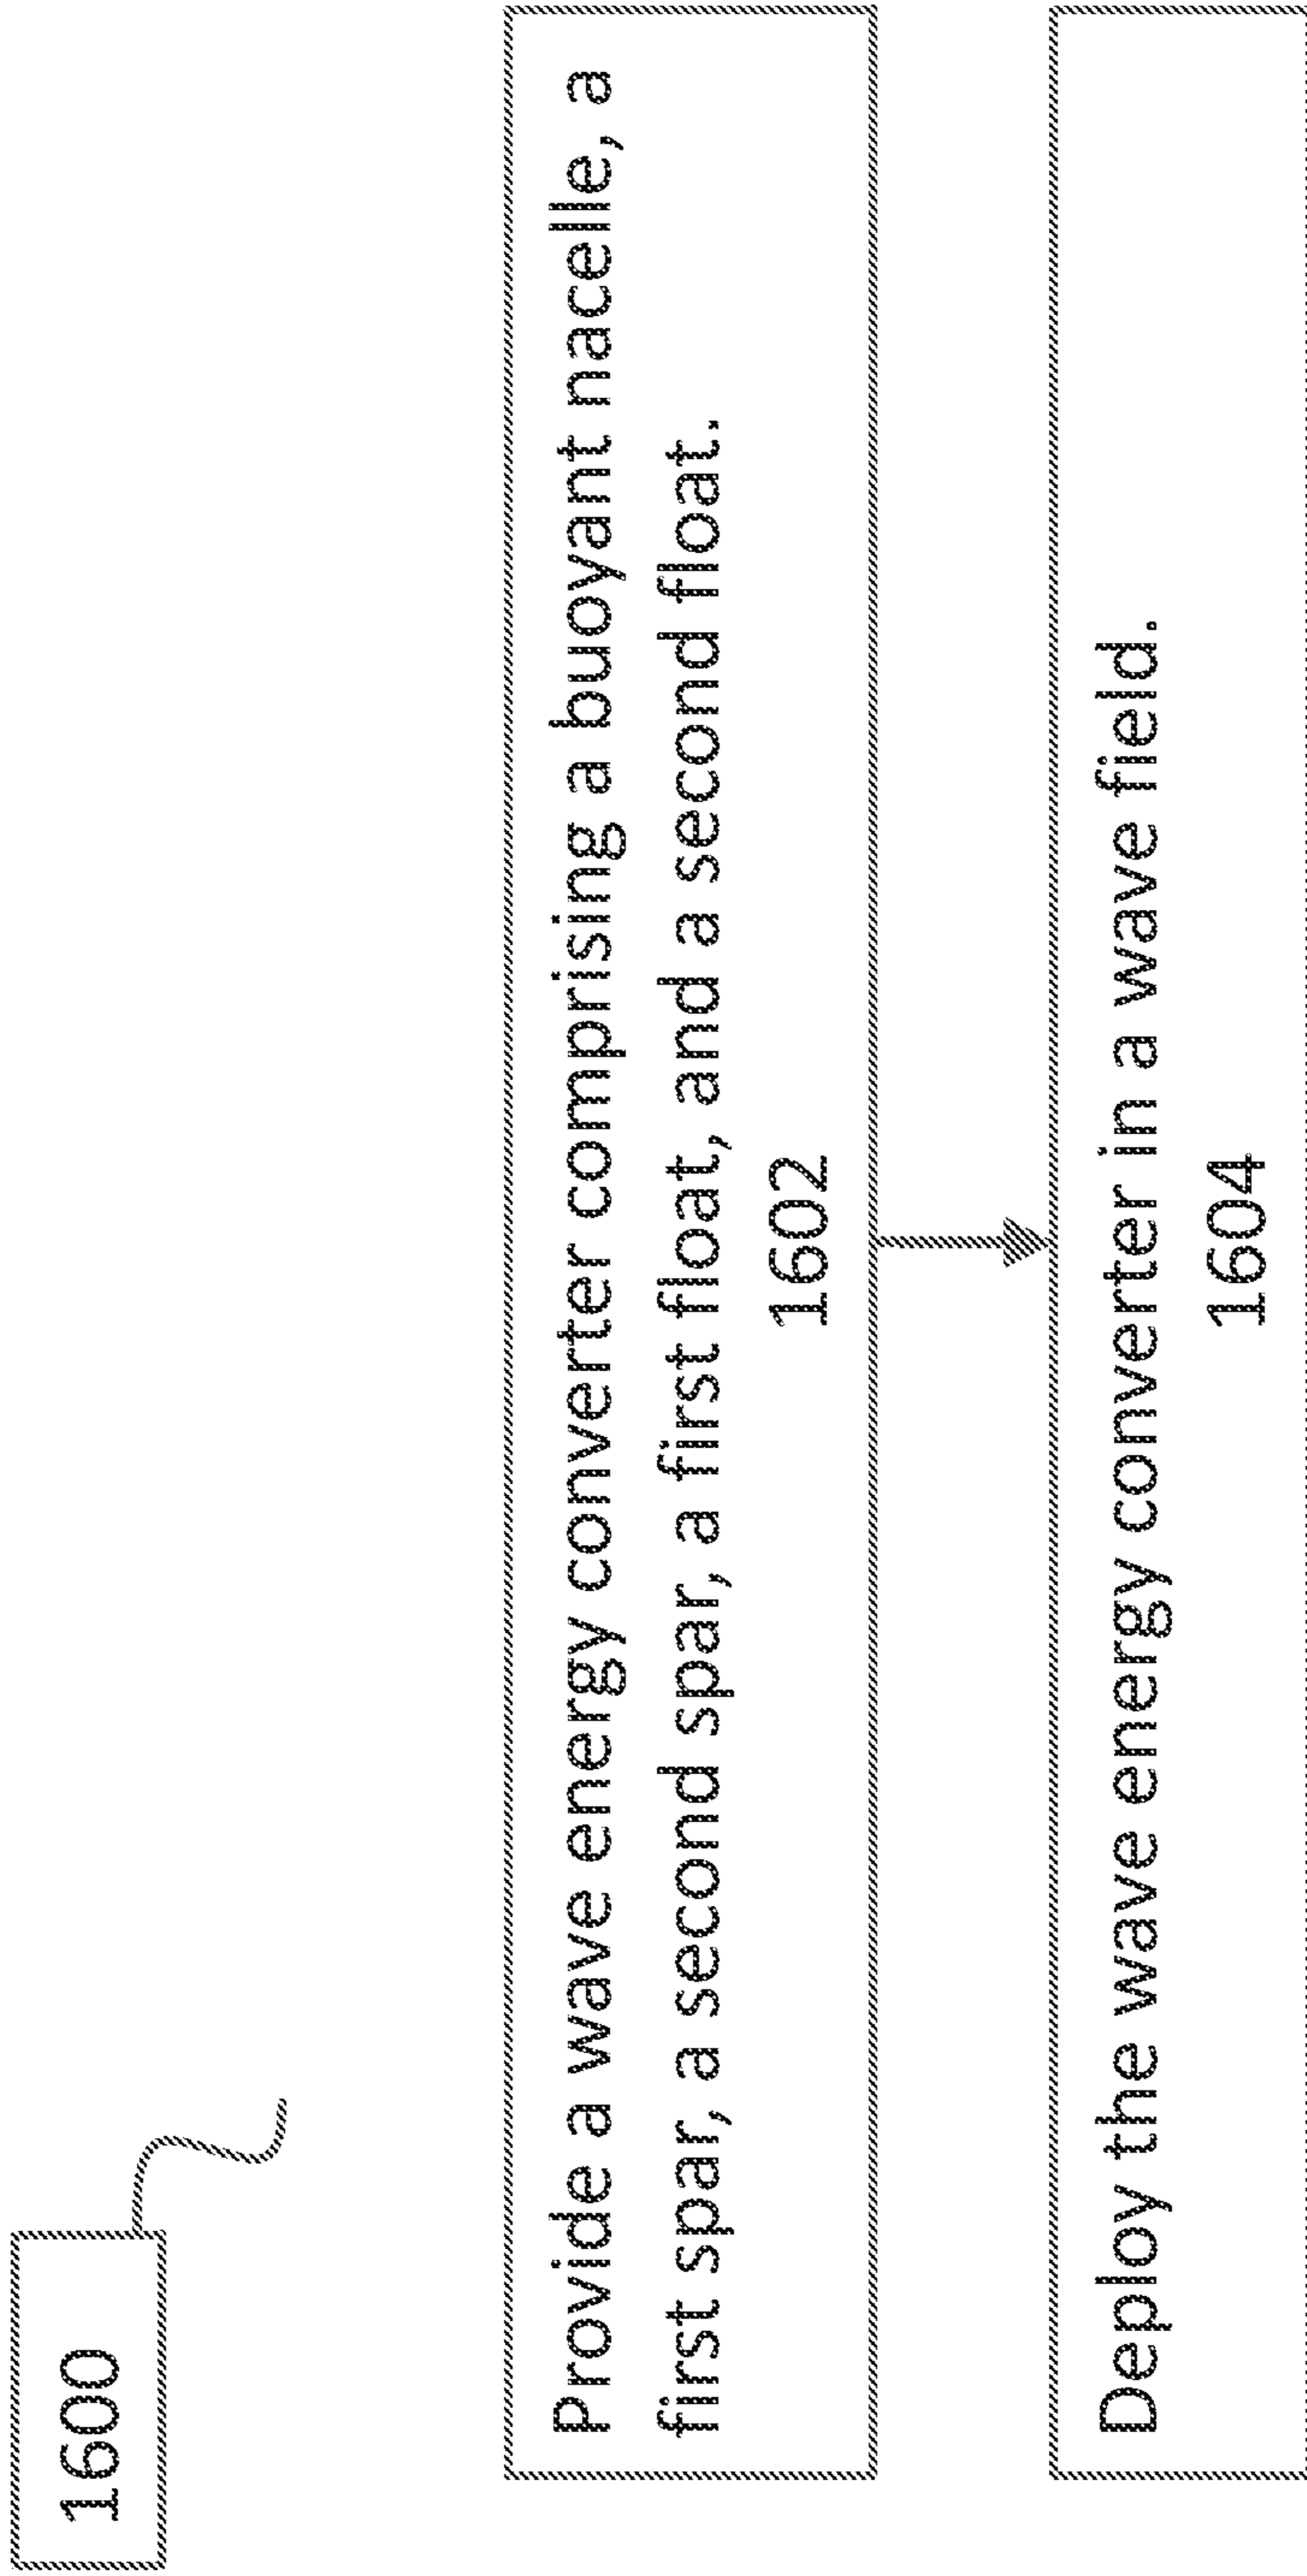 1600
Provide a wave energy converter comprising a buoyant nacelle, a
first spar, a second spar, a first float, and a second float.
1602
Deploy the wave energy converter in a wave field.
1604